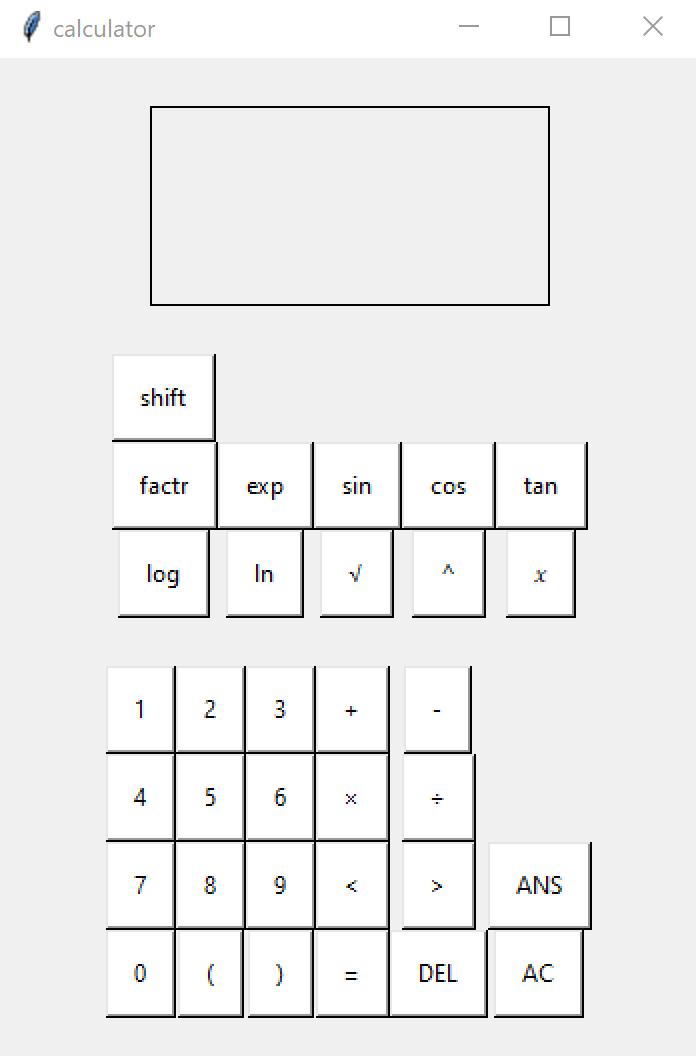 calculator
shift
factr exp sin cos tan
log ln √ ^ x
1 2 3 + -
4 5 6 × ÷
7 8 9 < > ANS
0 ( ) = DEL AC